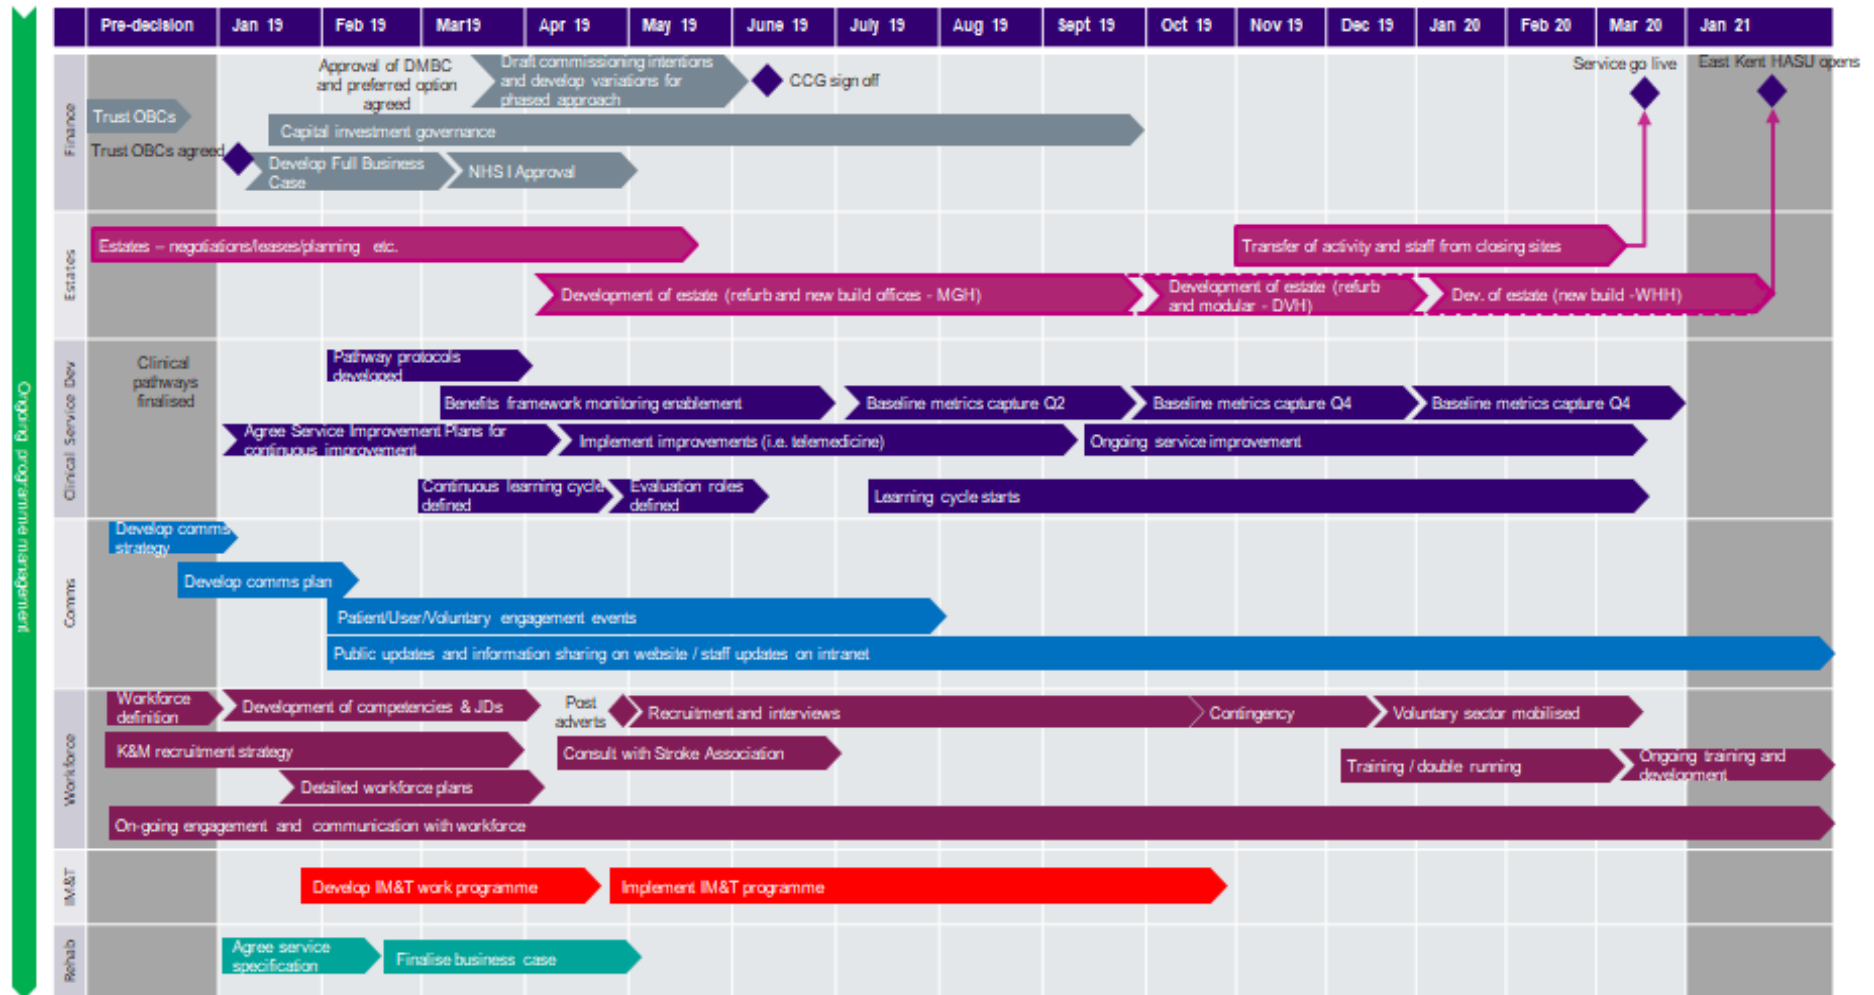 Pre-decision
Jan 19
Feb 19
Mar19
Apr 19
May 19
June 19
July 19
Aug 19
Sept 19
Oct 19
Nov 19
Dec 19
Jan 20
Feb 20
Mar 20
Jan 21
Ongoing programme management
Finance
Approval of DMBC
and preferred option
agreed
Draft commissioning intentions
and develop variations for
phased approach
CCG sign off
Service go live
East Kent HASU opens
Trust OBCs
Capital investment governance
Trust OBCs agreed
Develop Full Business
Case
NHS I Approval
Estates
Estates – negotiations/leases/planning etc.
Transfer of activity and staff from closing sites
Development of estate (refurb and new build offices - MGH)
Development of estate (refurb
and modular - DVH)
Dev. of estate (new build -WHH)
Clinical Service Dev
Clinical
pathways
finalised
Pathway protocols
developed
Benefits framework monitoring enablement
Baseline metrics capture Q2
Baseline metrics capture Q4
Baseline metrics capture Q4
Agree Service Improvement Plans for
continuous improvement
Implement improvements (i.e. telemedicine)
Ongoing service improvement
Continuous learning cycle
defined
Evaluation roles
defined
Learning cycle starts
Comms
Develop comms
strategy
Develop comms plan
Patient/User/Voluntary engagement events
Public updates and information sharing on website / staff updates on intranet
Workforce
Workforce
definition
Development of competencies & JDs
Post
adverts
Recruitment and interviews
Contingency
Voluntary sector mobilised
K&M recruitment strategy
Consult with Stroke Association
Training / double running
Ongoing training and
development
Detailed workforce plans
On-going engagement and communication with workforce
IM&T
Develop IM&T work programme
Implement IM&T programme
Rehab
Agree service
specification
Finalise business case